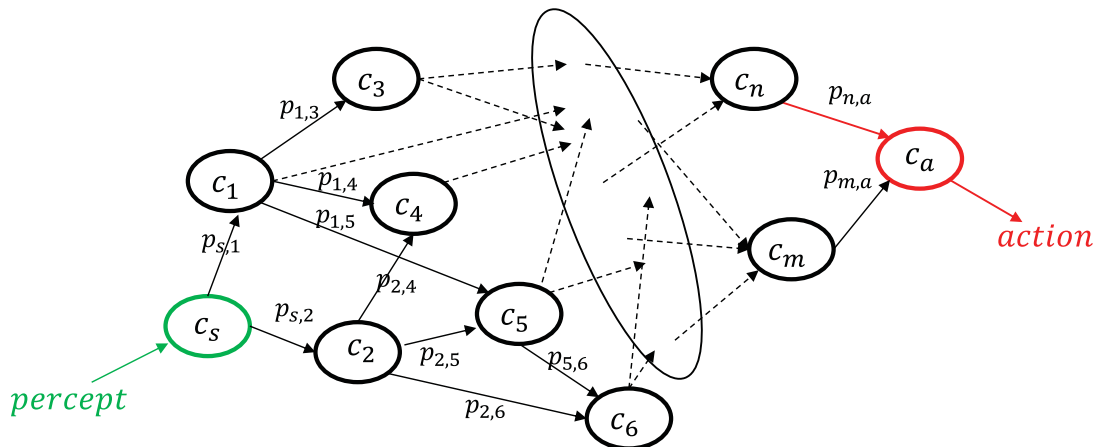 c_3
c_n
p_{n,a}
p_{1,3}
c_a
c_1
p_{1,4}
p_{m,a}
c_4
p_{1,5}
action
p_{s,1}
c_m
p_{2,4}
p_{s,2}
c_5
c_s
c_2
p_{2,5}
p_{5,6}
percept
p_{2,6}
c_6